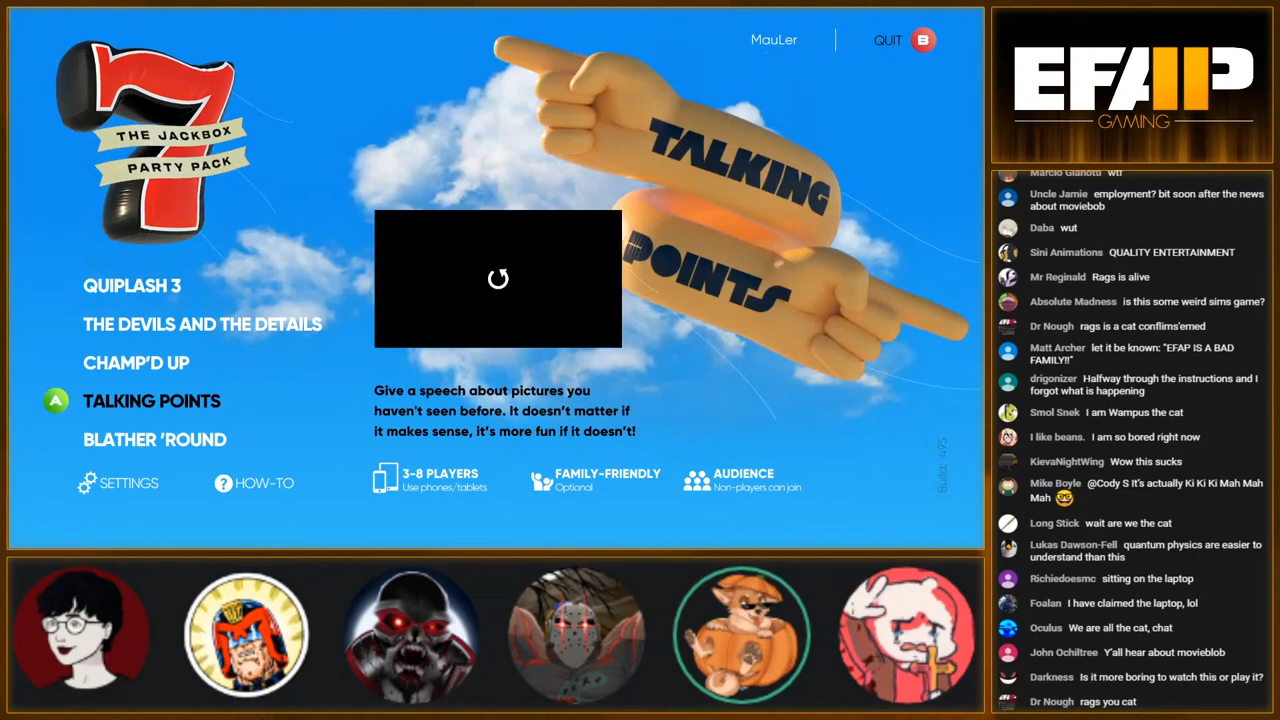 MauLer
QUIT B
THE JACKBOX
PARTY PACK
7
TALKING
POINTS
QUIPLASH 3
THE DEVILS AND THE DETAILS
CHAMP'D UP
A TALKING POINTS
BLATHER 'ROUND
SETTINGS
? HOW-TO
Give a speech about pictures you
haven't seen before. It doesn't matter if
it makes sense, it's more fun if it doesn't!
3-8 PLAYERS
Use phones/tablets
FAMILY-FRIENDLY
Optional
AUDIENCE
Non-players can join
Build: 495
EFAP
GAMING
Marcio Gianotti wtf
Uncle Jamie employment? bit soon after the news
about moviebob
Daba wut
Sini Animations QUALITY ENTERTAINMENT
Mr Reginald Rags is alive
Absolute Madness is this some weird sims game?
Dr Nough rags is a cat conflims'emed
Matt Archer let it be known: "EFAP IS A BAD
FAMILY!!"
drigonizer Halfway through the instructions and I
forgot what is happening
Smol Snek I am Wampus the cat
I like beans. I am so bored right now
KievaNightWing Wow this sucks
Mike Boyle @Cody S It's actually Ki Ki Ki Mah Mah
Mah
Long Stick wait are we the cat
Lukas Dawson-Fell quantum physics are easier to
understand than this
Richiedoesmc sitting on the laptop
Foalan I have claimed the laptop, lol
Oculus We are all the cat, chat
John Ochiltree Y'all hear about movieblob
Darkness Is it more boring to watch this or play it?
Dr Nough rags you cat